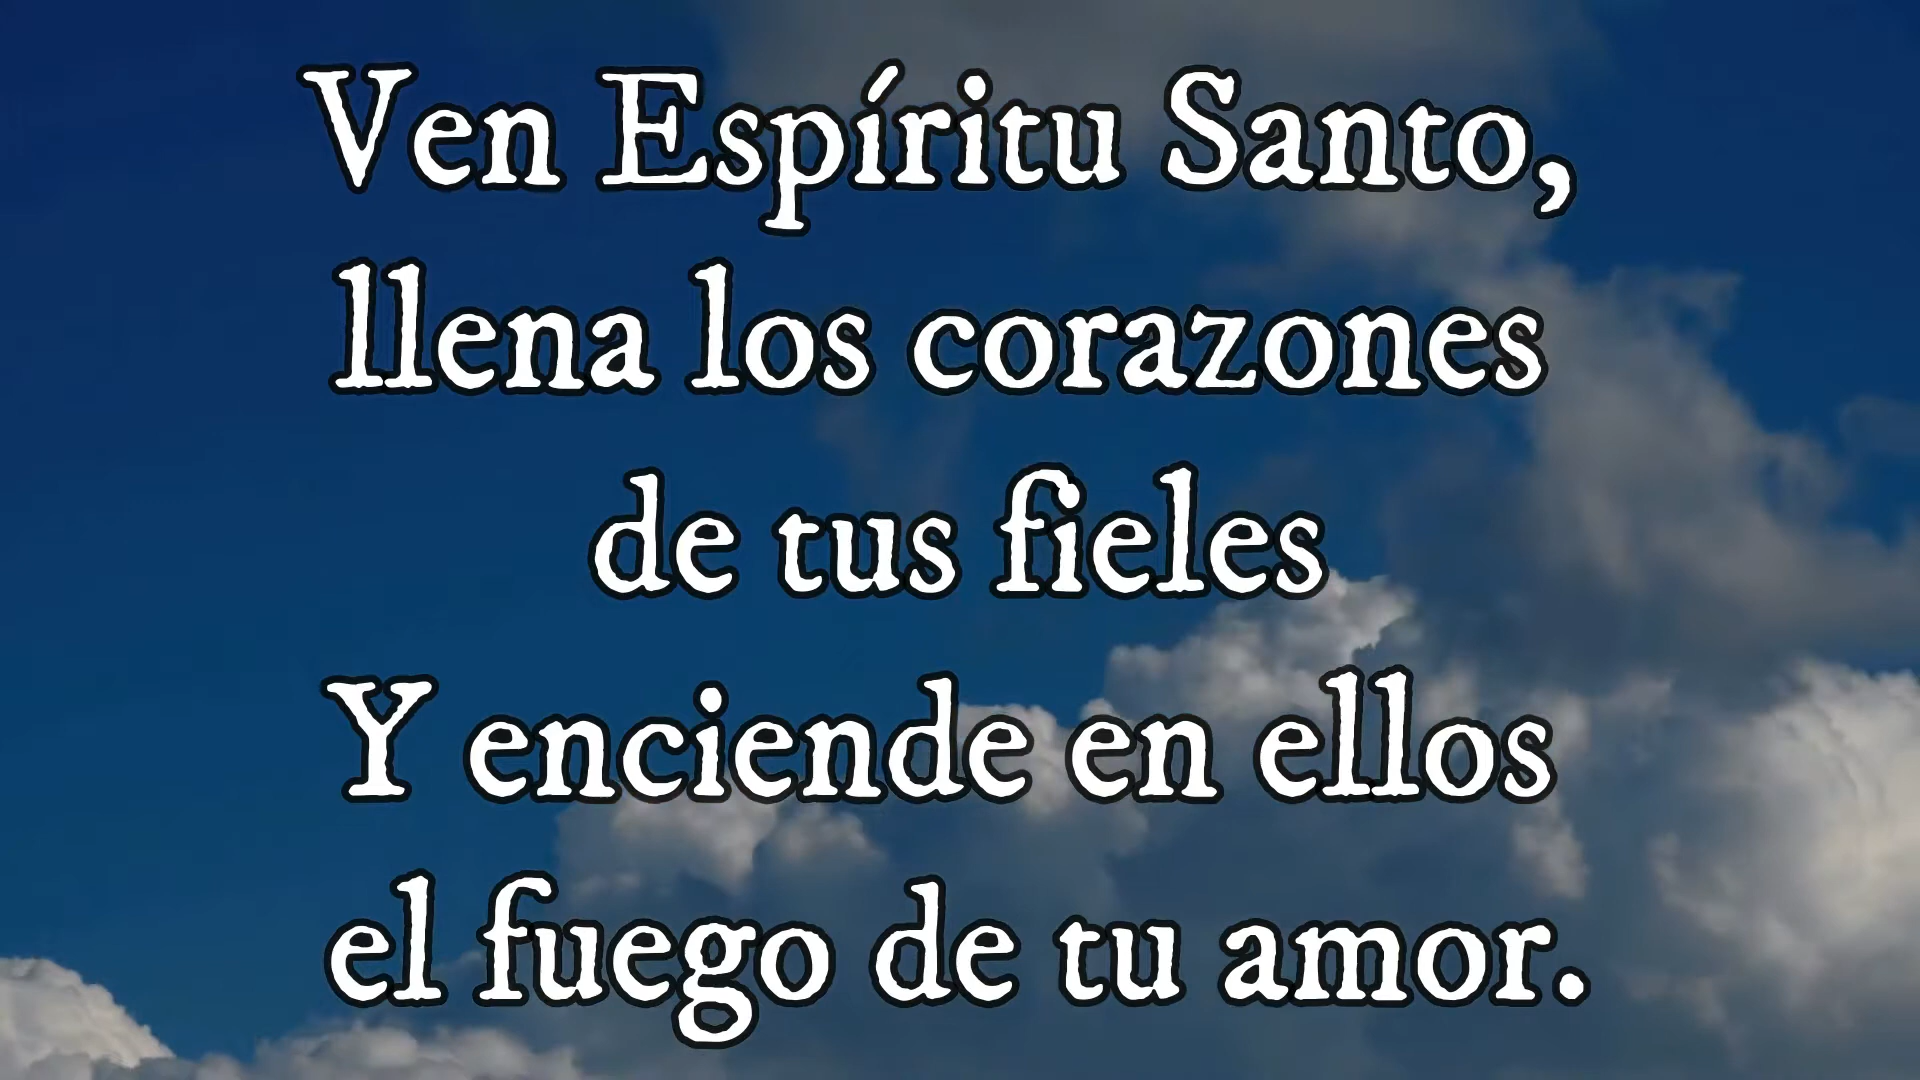 Ven Espíritu Santo,
llena los corazones
de tus fieles
Y enciende en ellos
el fuego de tu amor.